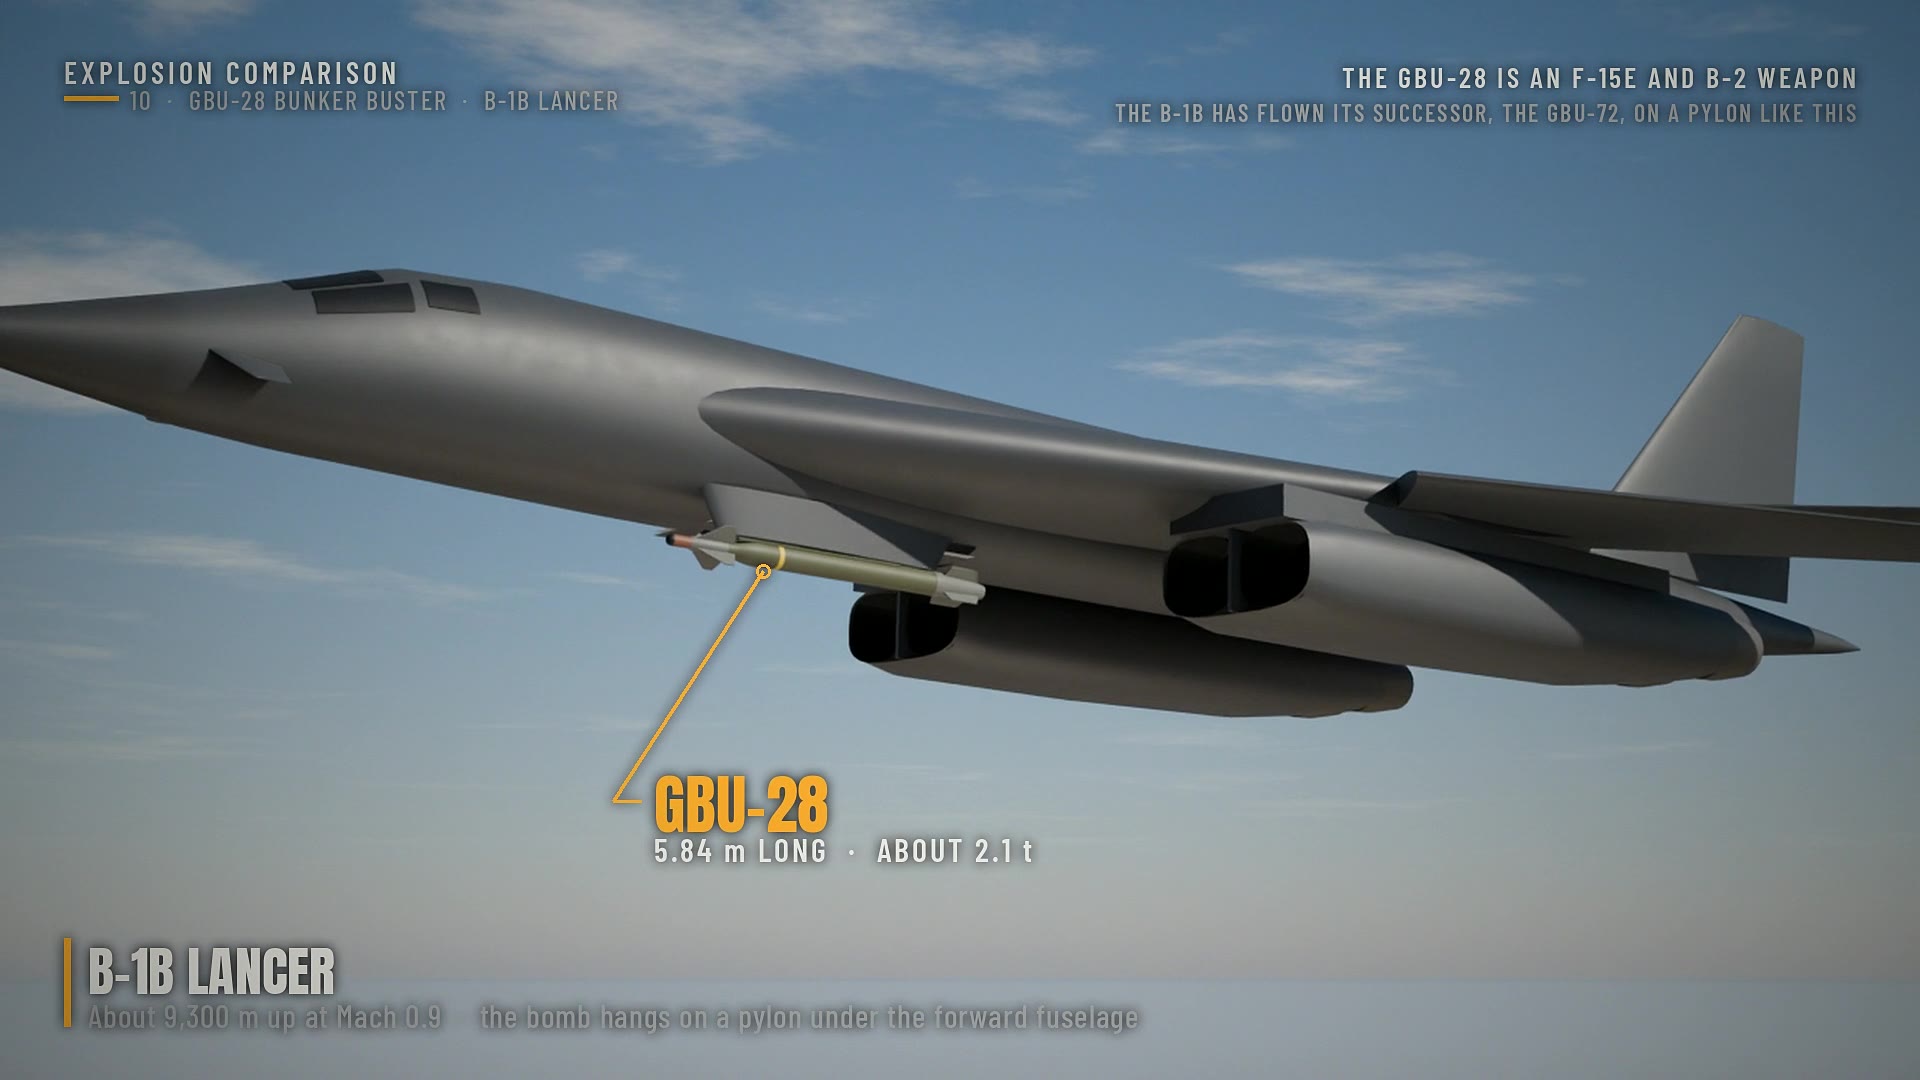 EXPLOSION COMPARISON
10 · GBU-28 BUNKER BUSTER · B-1B LANCER
THE GBU-28 IS AN F-15E AND B-2 WEAPON
THE B-1B HAS FLOWN ITS SUCCESSOR, THE GBU-72, ON A PYLON LIKE THIS
GBU-28
5.84 m LONG · ABOUT 2.1 t
B-1B LANCER
About 9,300 m up at Mach 0.9 the bomb hangs on a pylon under the forward fuselage